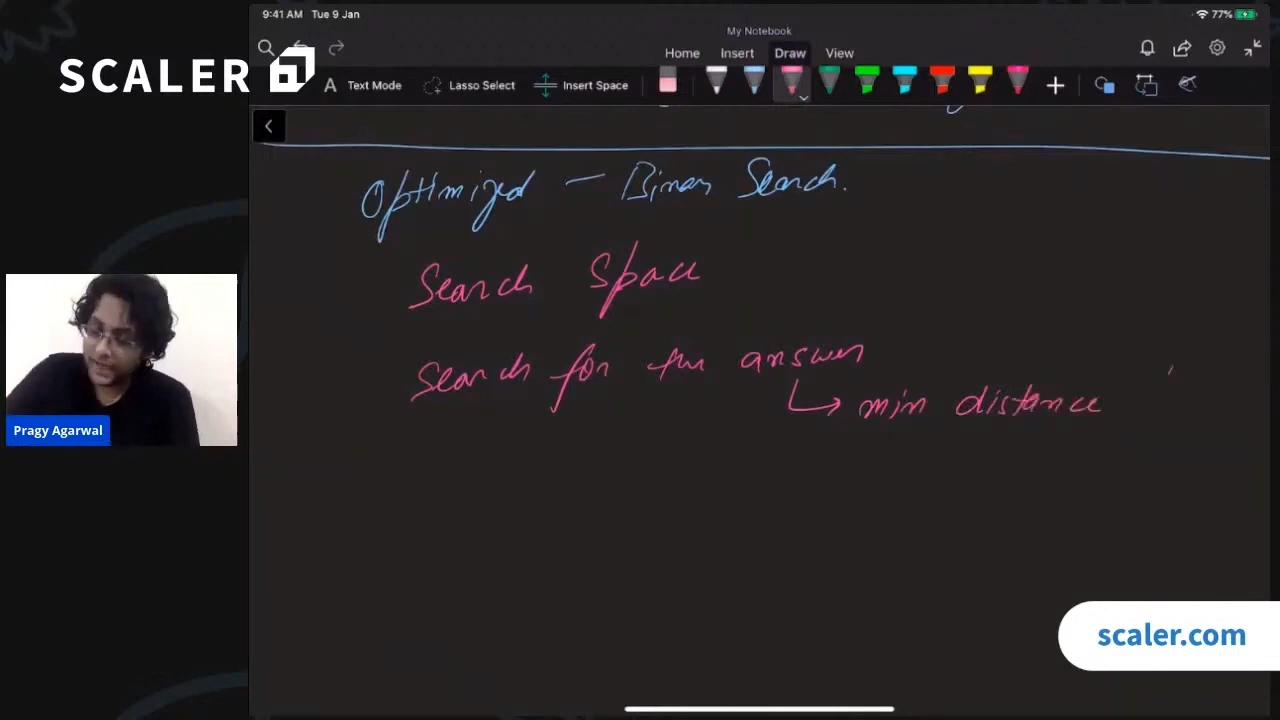 9:41 AM Tue 9 Jan
77%
My Notebook
SCALER
Home Insert Draw View
Text Mode Lasso Select Insert Space
Optimized - Binary Search.
Search Space
Search for the answer
min distance
Pragy Agarwal
scaler.com